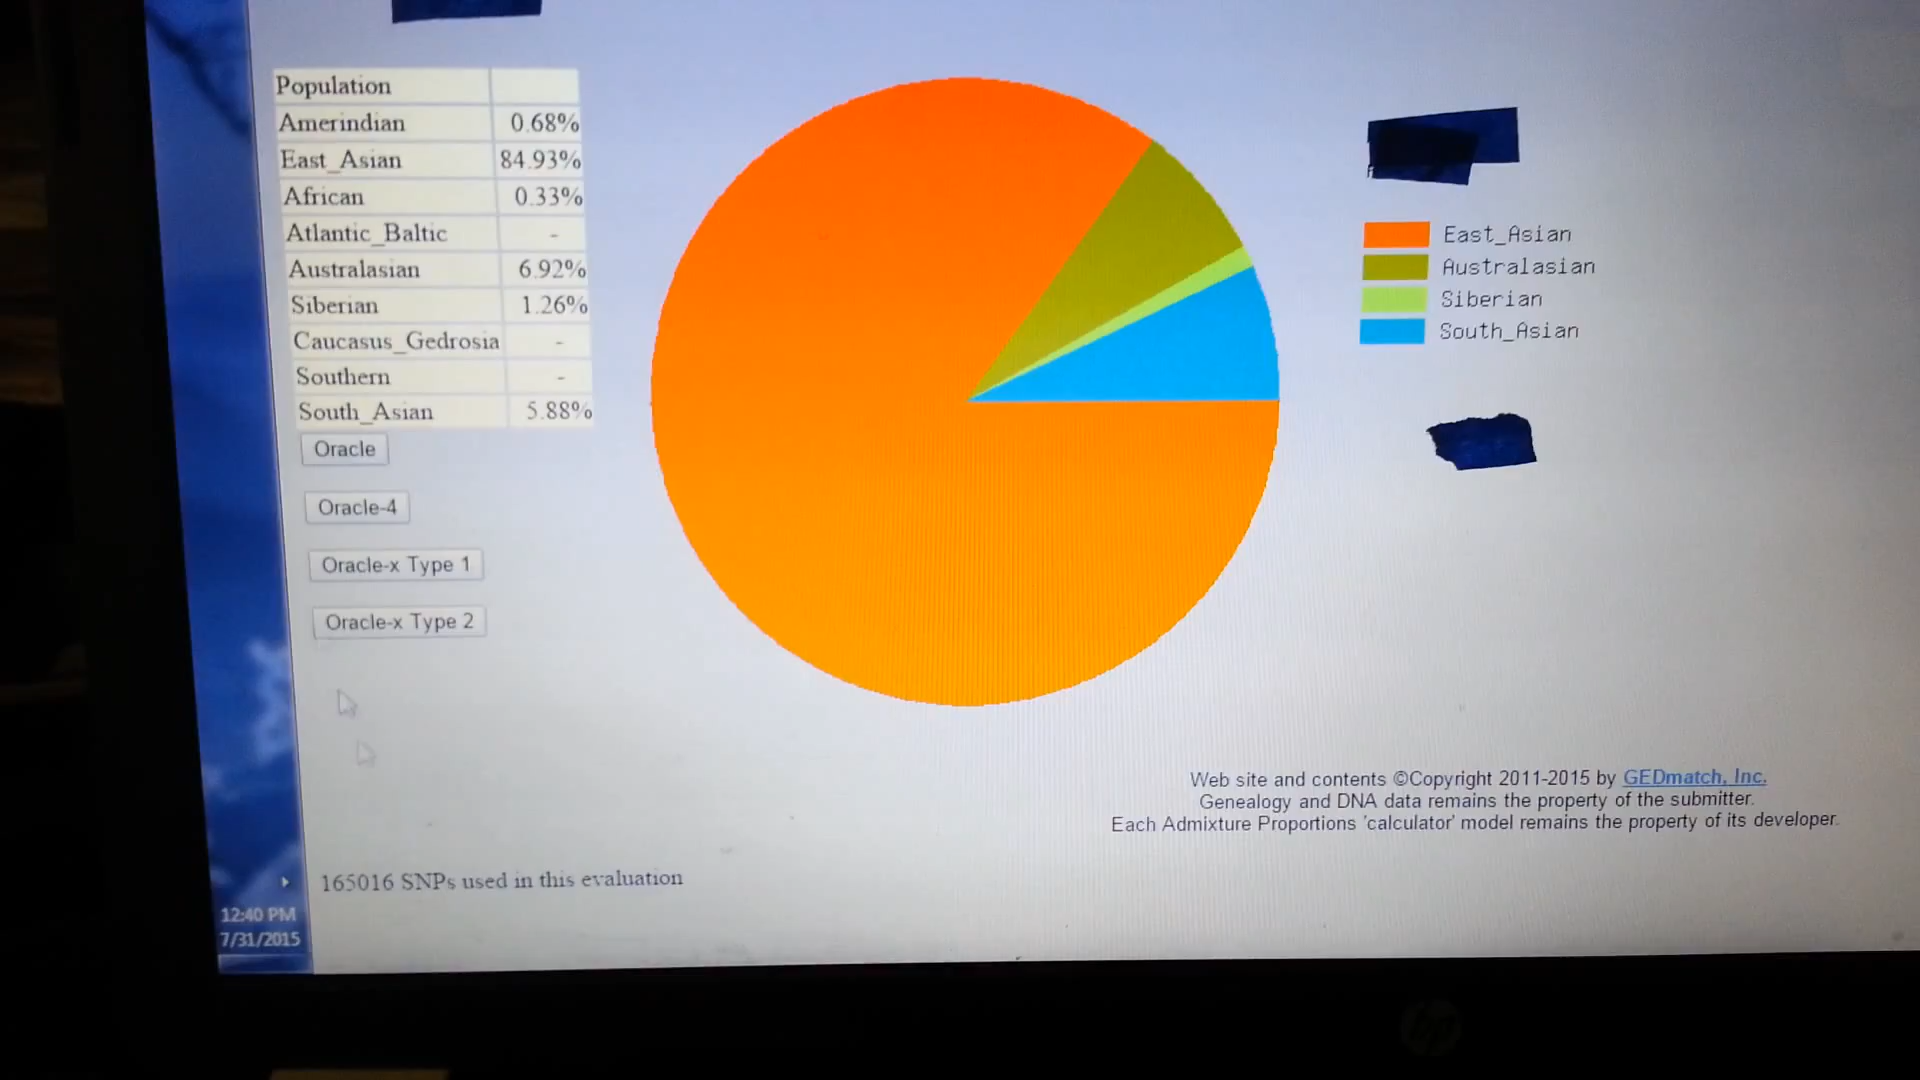 Population
Amerindian 0.68%
East_Asian 84.93%
African 0.33%
Atlantic_Baltic -
Australasian 6.92%
Siberian 1.26%
Caucasus_Gedrosia -
Southern -
South_Asian 5.88%
Oracle
Oracle-4
Oracle-x Type 1
Oracle-x Type 2
East_Asian
Australasian
Siberian
South_Asian
Web site and contents ©Copyright 2011-2015 by GEDmatch, Inc.
Genealogy and DNA data remains the property of the submitter.
Each Admixture Proportions 'calculator' model remains the property of its developer.
165016 SNPs used in this evaluation
12:40 PM
7/31/2015
hp